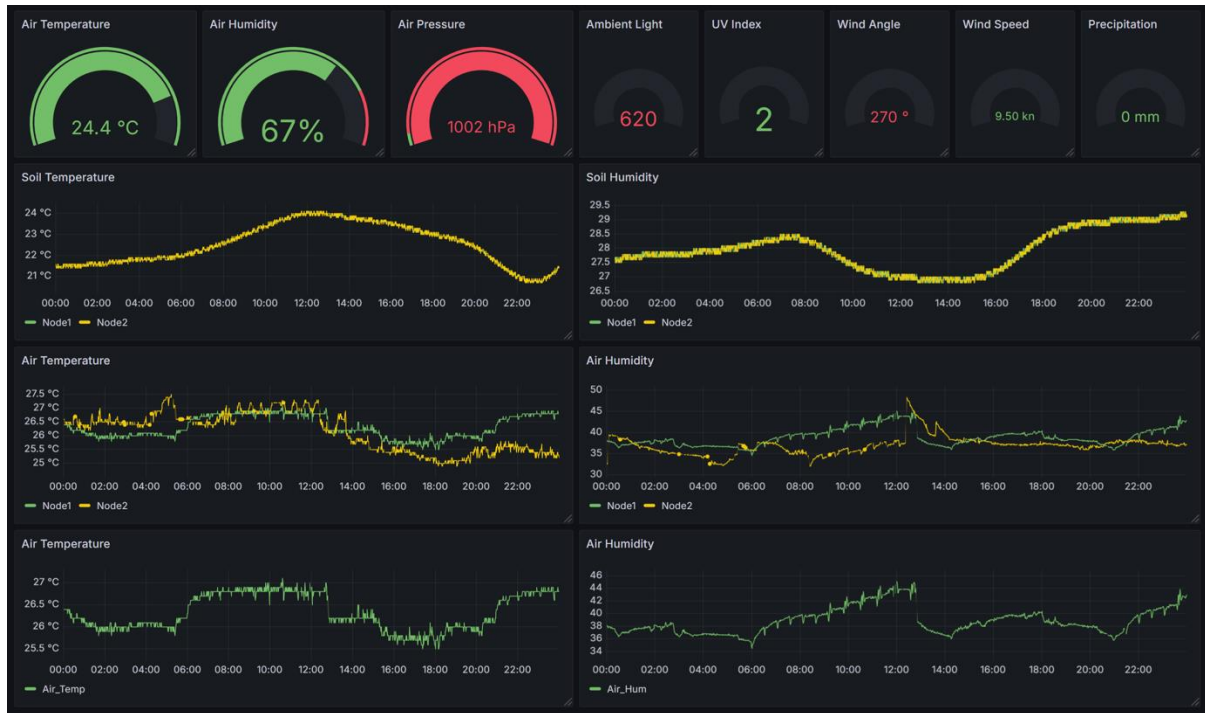 Air Temperature
Air Humidity
Air Pressure
Ambient Light
UV Index
Wind Angle
Wind Speed
Precipitation
24.4 °C
67%
1002 hPa
620
2
270 °
9.50 kn
0 mm
Soil Temperature
24 °C
23 °C
22 °C
21 °C
00:00 02:00 04:00 06:00 08:00 10:00 12:00 14:00 16:00 18:00 20:00 22:00
Node1 Node2
Soil Humidity
29.5
29
28.5
28
27.5
27
26.5
00:00 02:00 04:00 06:00 08:00 10:00 12:00 14:00 16:00 18:00 20:00 22:00
Node1 Node2
Air Temperature
27.5 °C
27 °C
26.5 °C
26 °C
25.5 °C
25 °C
00:00 02:00 04:00 06:00 08:00 10:00 12:00 14:00 16:00 18:00 20:00 22:00
Node1 Node2
Air Humidity
50
45
40
35
30
00:00 02:00 04:00 06:00 08:00 10:00 12:00 14:00 16:00 18:00 20:00 22:00
Node1 Node2
Air Temperature
27 °C
26.5 °C
26 °C
25.5 °C
00:00 02:00 04:00 06:00 08:00 10:00 12:00 14:00 16:00 18:00 20:00 22:00
Air_Temp
Air Humidity
46
44
42
40
38
36
34
00:00 02:00 04:00 06:00 08:00 10:00 12:00 14:00 16:00 18:00 20:00 22:00
Air_Hum